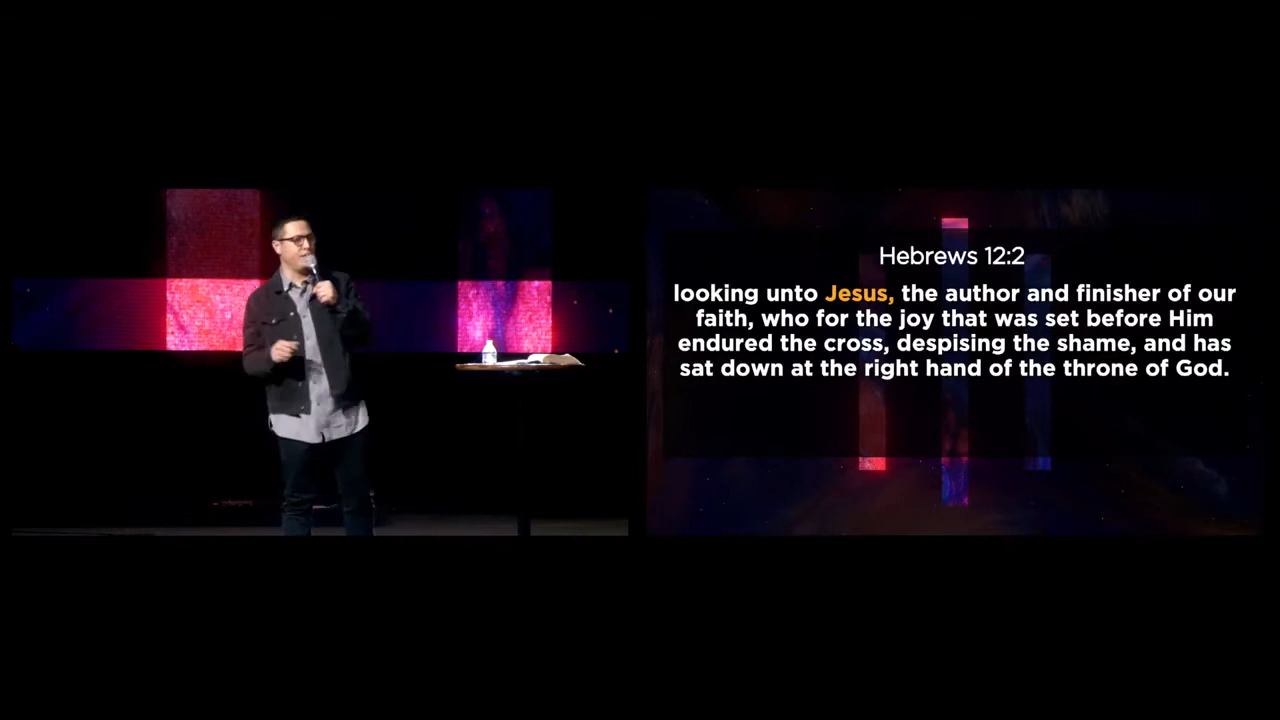 Hebrews 12:2
looking unto Jesus, the author and finisher of our
faith, who for the joy that was set before Him
endured the cross, despising the shame, and has
sat down at the right hand of the throne of God.